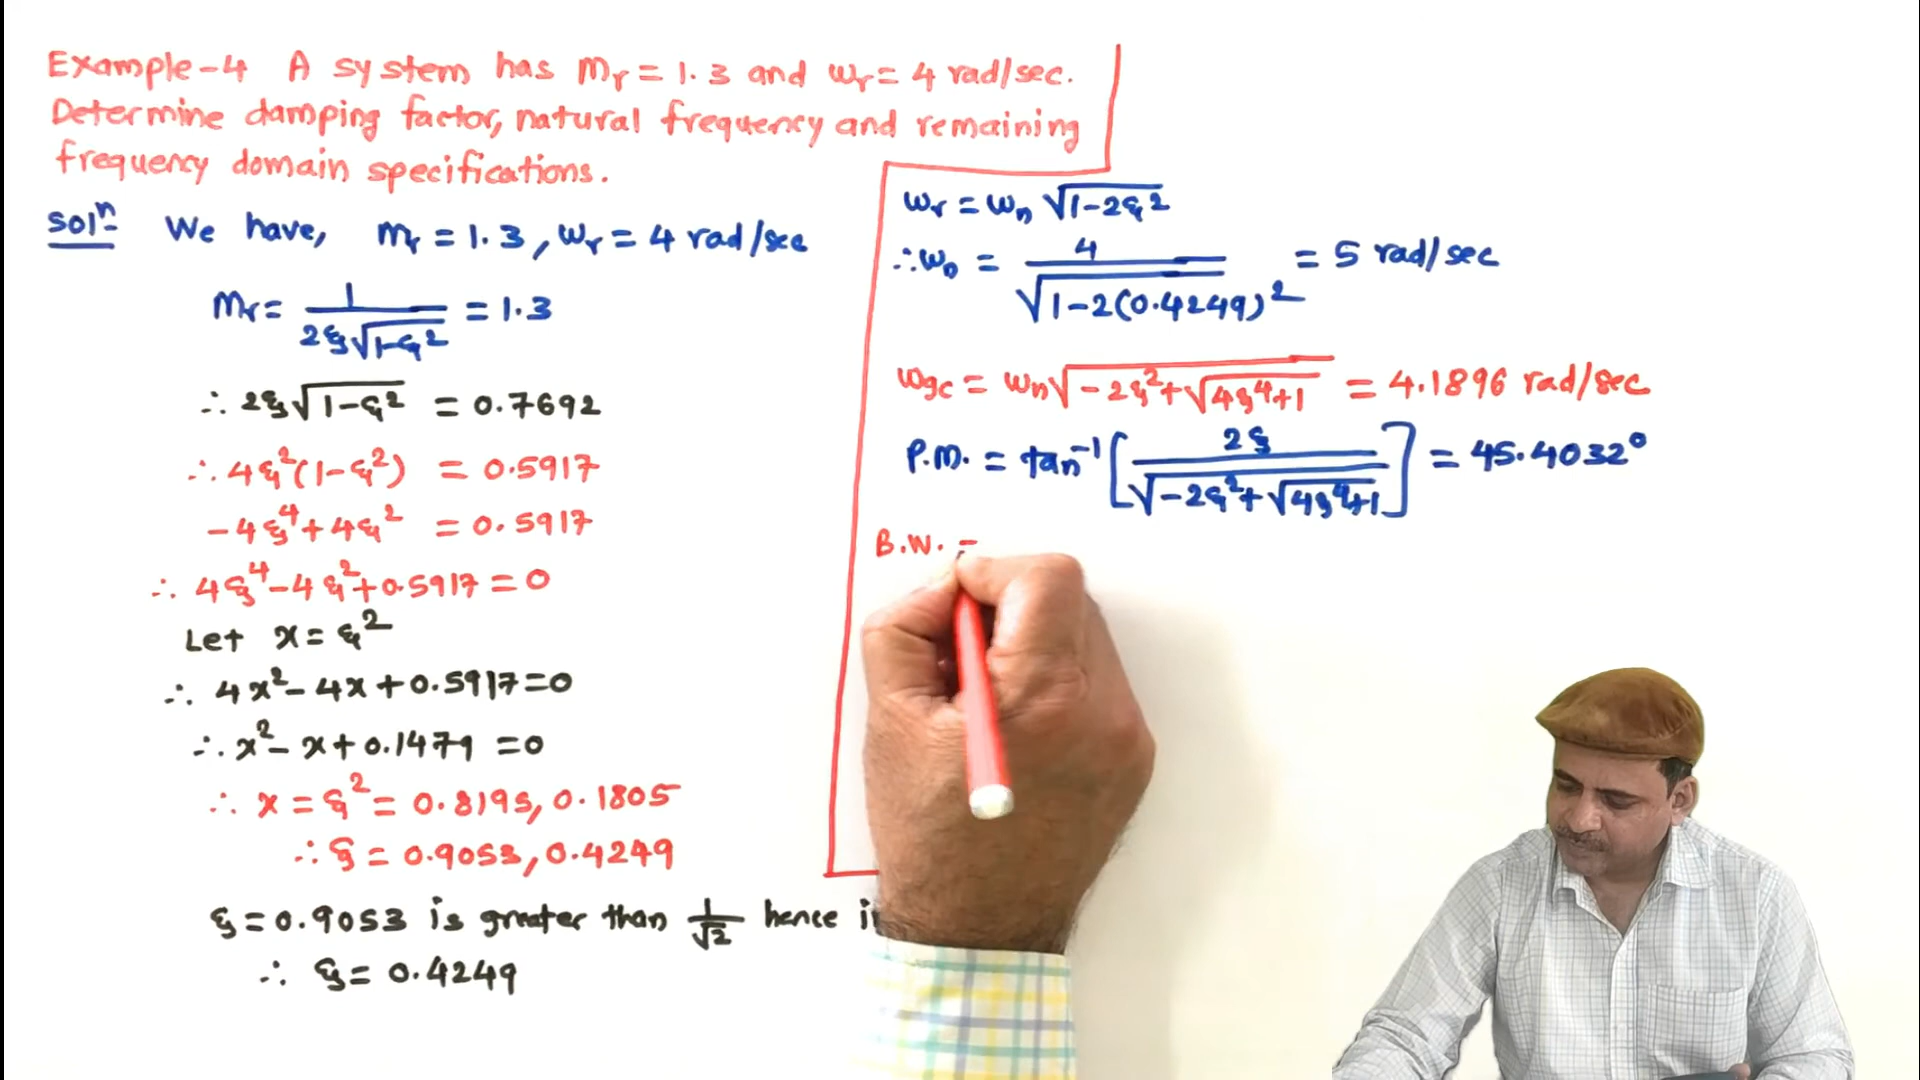 Example-4 A system has Mr = 1.3 and ωr = 4 rad/sec.
Determine damping factor, natural frequency and remaining
frequency domain specifications.
Solⁿ We have, Mr = 1.3, ωr = 4 rad/sec
Mr = 1/(2ξ√(1-ξ²)) = 1.3
∴ 2ξ√(1-ξ²) = 0.7692
∴ 4ξ²(1-ξ²) = 0.5917
-4ξ⁴ + 4ξ² = 0.5917
∴ 4ξ⁴ - 4ξ² + 0.5917 = 0
Let x = ξ²
∴ 4x² - 4x + 0.5917 = 0
∴ x² - x + 0.1479 = 0
∴ x = ξ² = 0.8195, 0.1805
∴ ξ = 0.9053, 0.4249
ξ = 0.9053 is greater than 1/√2 hence
∴ ξ = 0.4249
ωr = ωn √(1-2ξ²)
∴ ωn = 4/√(1-2(0.4249)²) = 5 rad/sec
ωgc = ωn√(-2ξ²+√(4ξ⁴+1)) = 4.1896 rad/sec
P.M. = tan⁻¹[2ξ/√(-2ξ²+√(4ξ⁴+1))] = 45.4032°
B.W. =